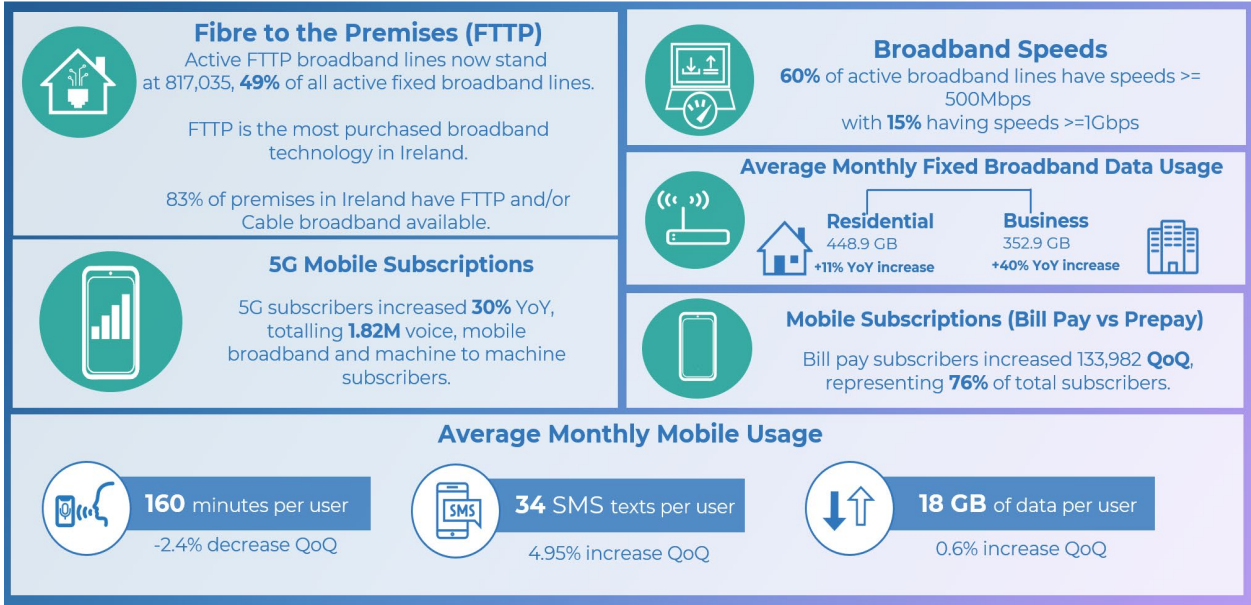 Fibre to the Premises (FTTP)
Active FTTP broadband lines now stand
at 817,035, 49% of all active fixed broadband lines.
FTTP is the most purchased broadband
technology in Ireland.
83% of premises in Ireland have FTTP and/or
Cable broadband available.
Broadband Speeds
60% of active broadband lines have speeds >=
500Mbps
with 15% having speeds >=1Gbps
Average Monthly Fixed Broadband Data Usage
Residential
448.9 GB
+11% YoY increase
Business
352.9 GB
+40% YoY increase
5G Mobile Subscriptions
5G subscribers increased 30% YoY,
totalling 1.82M voice, mobile
broadband and machine to machine
subscribers.
Mobile Subscriptions (Bill Pay vs Prepay)
Bill pay subscribers increased 133,982 QoQ,
representing 76% of total subscribers.
Average Monthly Mobile Usage
160 minutes per user
-2.4% decrease QoQ
SMS
34 SMS texts per user
4.95% increase QoQ
18 GB of data per user
0.6% increase QoQ